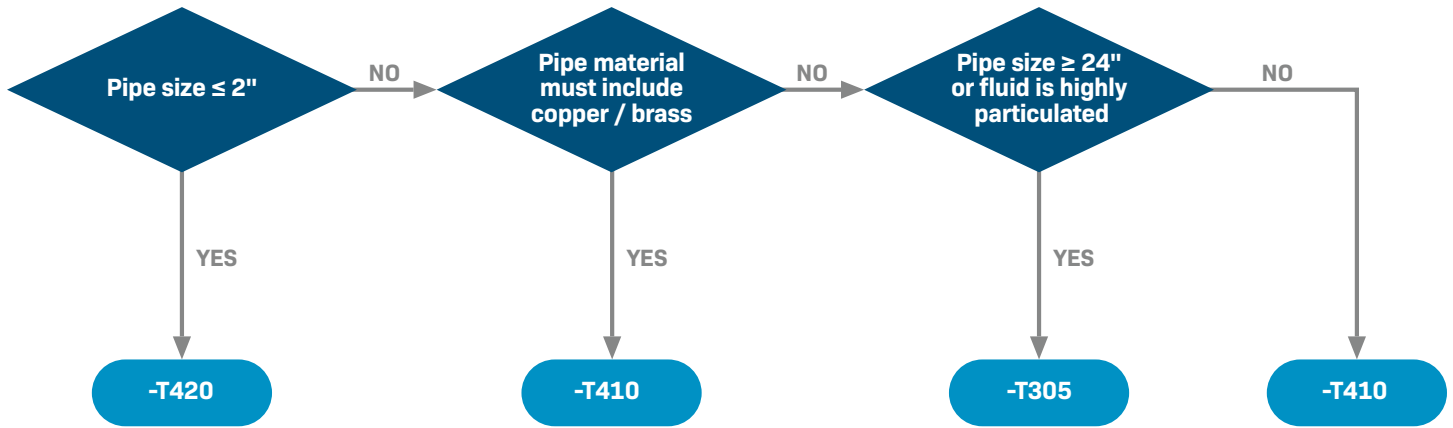 Pipe size ≤ 2"
NO
Pipe material
must include
copper / brass
NO
Pipe size ≥ 24"
or fluid is highly
particulated
NO
YES
YES
YES
-T420
-T410
-T305
-T410